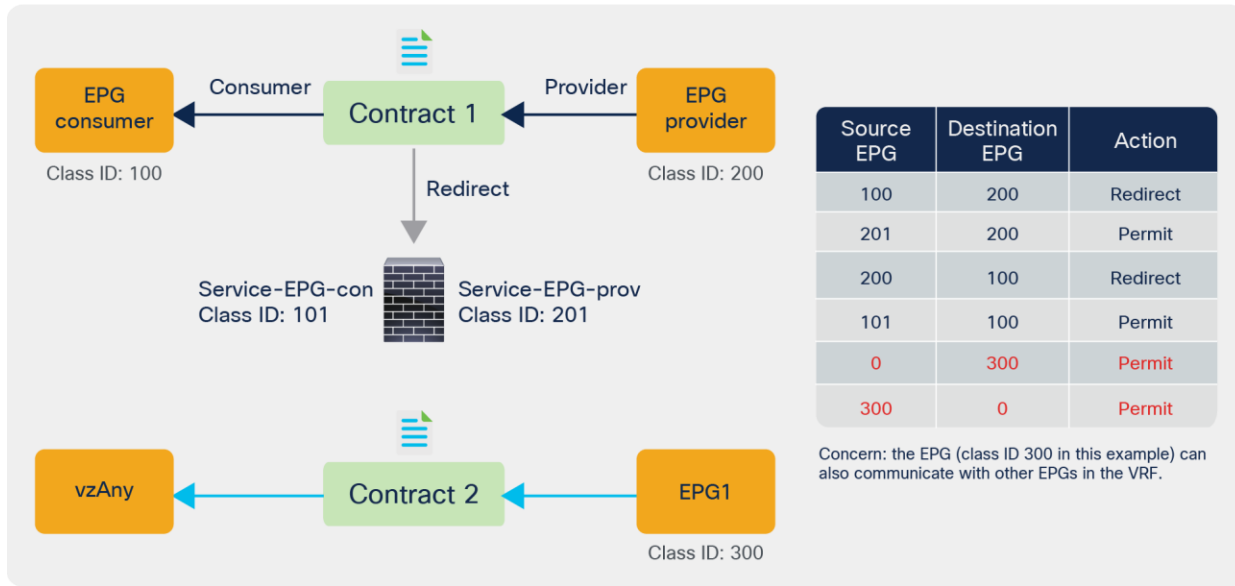 EPG
consumer
Class ID: 100
Consumer
Contract 1
Provider
EPG
provider
Class ID: 200
Redirect
Service-EPG-con
Class ID: 101
Service-EPG-prov
Class ID: 201
vzAny
Contract 2
EPG1
Class ID: 300
Source EPG Destination EPG Action
100 200 Redirect
201 200 Permit
200 100 Redirect
101 100 Permit
0 300 Permit
300 0 Permit
Concern: the EPG (class ID 300 in this example) can
also communicate with other EPGs in the VRF.